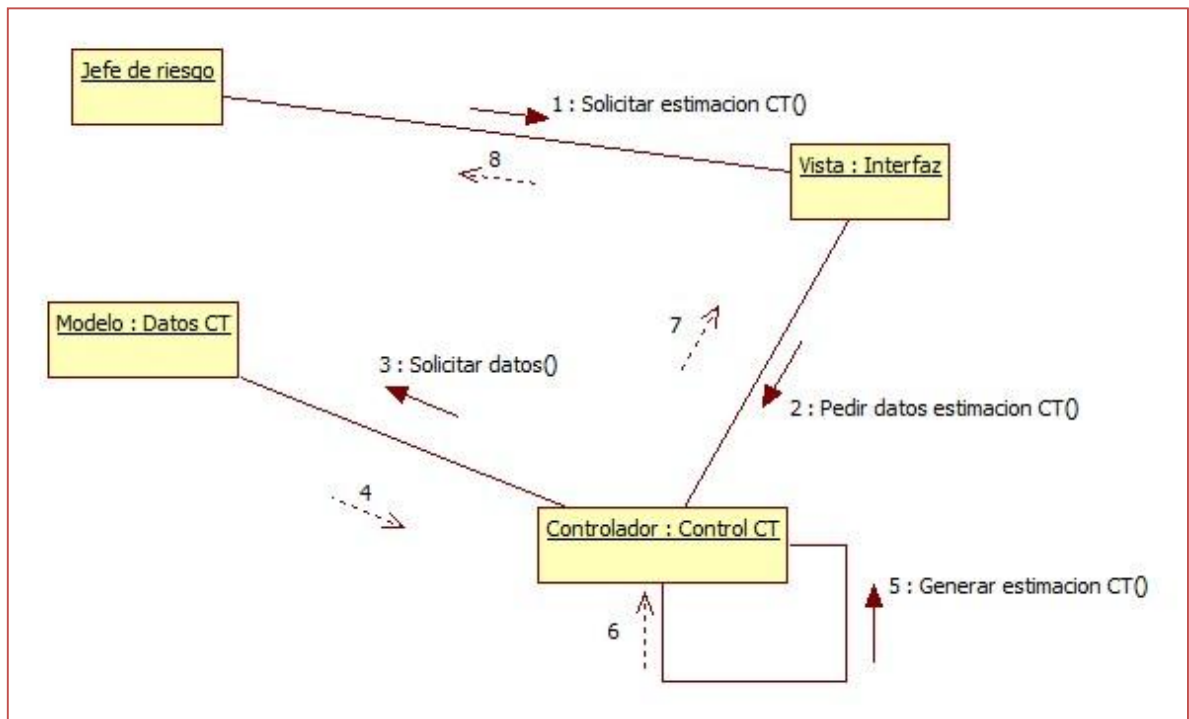 Jefe de riesgo
1 : Solicitar estimacion CT()
8
Vista : Interfaz
Modelo : Datos CT
7
3 : Solicitar datos()
2 : Pedir datos estimacion CT()
4
Controlador : Control CT
5 : Generar estimacion CT()
6